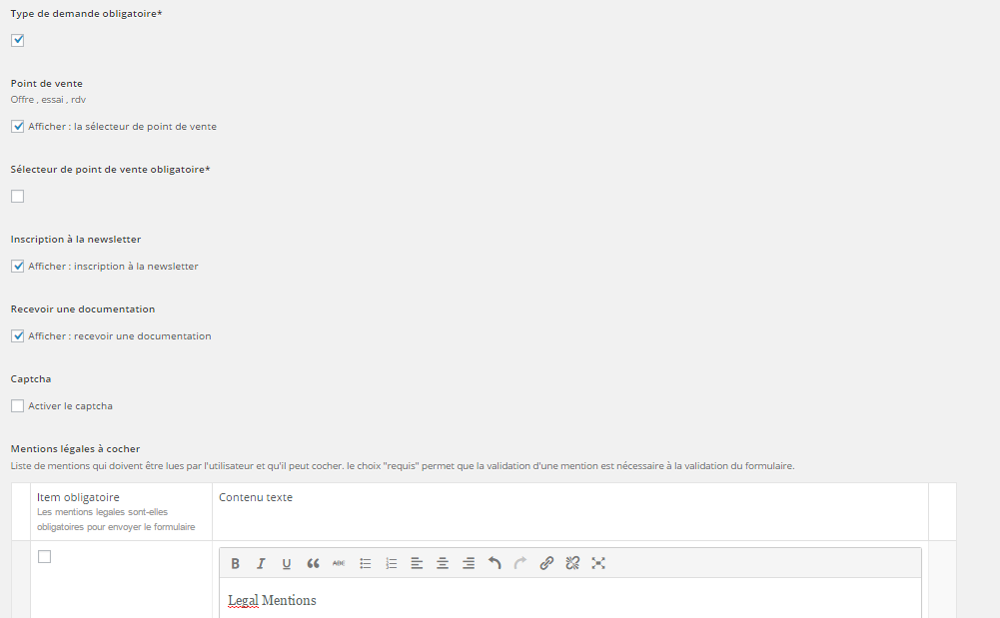 Type de demande obligatoire*
Point de vente
Offre , essai , rdv
Afficher : la sélecteur de point de vente
Sélecteur de point de vente obligatoire*
Inscription à la newsletter
Afficher : inscription à la newsletter
Recevoir une documentation
Afficher : recevoir une documentation
Captcha
Activer le captcha
Mentions légales à cocher
Liste de mentions qui doivent être lues par l'utilisateur et qu'il peut cocher. le choix "requis" permet que la validation d'une mention est nécessaire à la validation du formulaire.
Item obligatoire
Contenu texte
Les mentions legales sont-elles
obligatoires pour envoyer le formulaire
B I U ABC
Legal Mentions